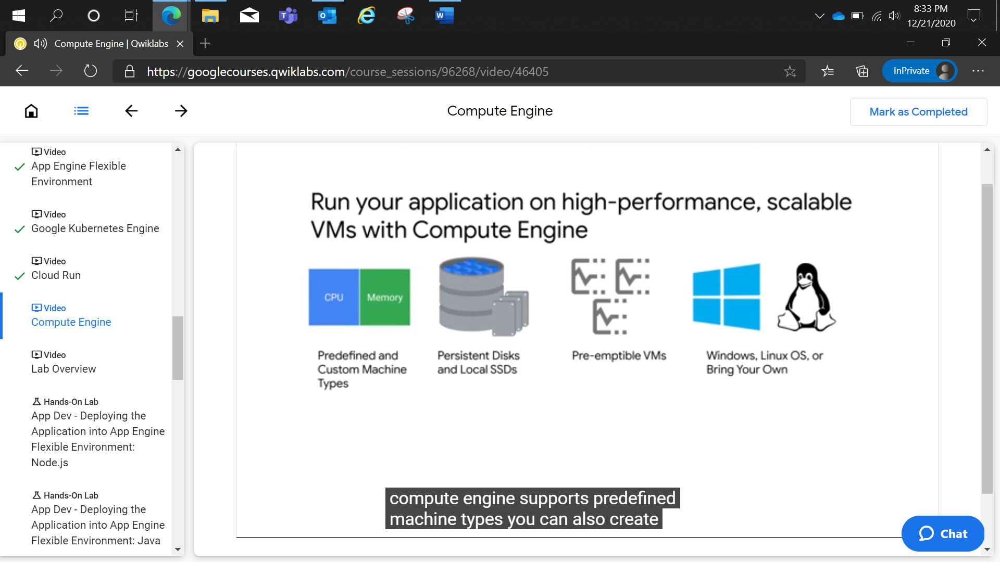 8:33 PM
12/21/2020
Compute Engine | Qwiklabs
https://googlecourses.qwiklabs.com/course_sessions/96268/video/46405
InPrivate
Compute Engine
Mark as Completed
Video
App Engine Flexible
Environment
Video
Google Kubernetes Engine
Video
Cloud Run
Video
Compute Engine
Video
Lab Overview
Hands-On Lab
App Dev - Deploying the
Application into App Engine
Flexible Environment:
Node.js
Hands-On Lab
App Dev - Deploying the
Application into App Engine
Flexible Environment: Java
Run your application on high-performance, scalable
VMs with Compute Engine
CPU
Memory
Predefined and
Custom Machine
Types
Persistent Disks
and Local SSDs
Pre-emptible VMs
Windows, Linux OS, or
Bring Your Own
compute engine supports predefined
machine types you can also create
Chat